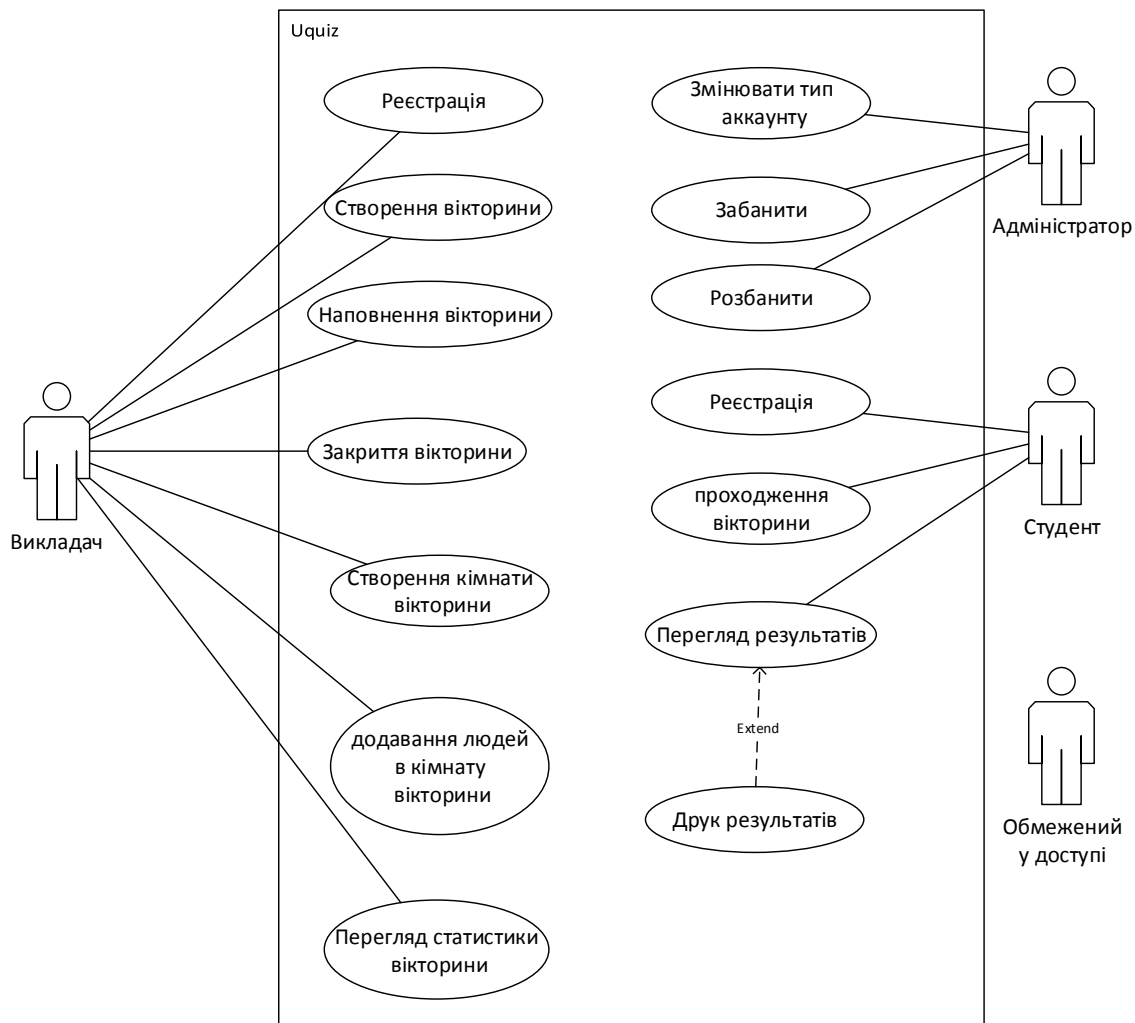 Uquiz
Реєстрація
Створення вікторини
Наповнення вікторини
Закриття вікторини
Створення кімнати
вікторини
додавання людей
в кімнату
вікторини
Перегляд статистики
вікторини
Викладач
Змінювати тип
аккаунту
Забанити
Розбанити
Адміністратор
Реєстрація
проходження
вікторини
Перегляд результатів
Extend
Друк результатів
Студент
Обмежений
у доступі